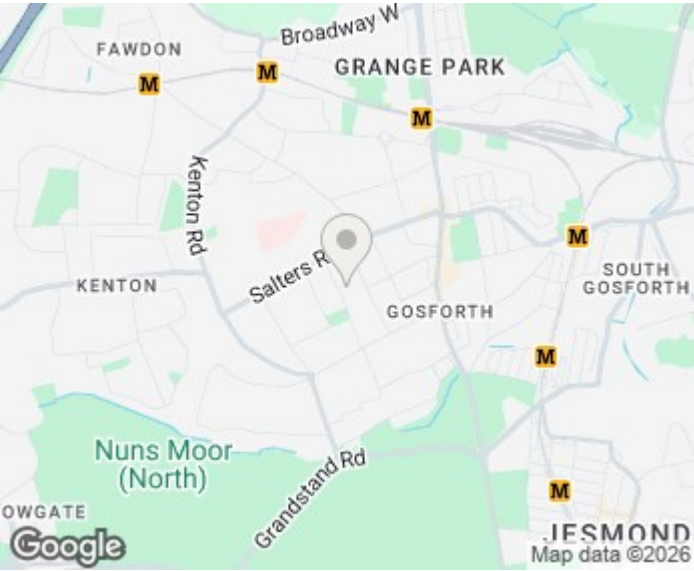 Broadway W
FAWDON
M
M
GRANGE PARK
M
Kenton Rd
M
Salters R
SOUTH
GOSFORTH
KENTON
GOSFORTH
M
Nuns Moor
(North)
Grandstand Rd
M
OWGATE
JESMOND
Google
Map data ©2026